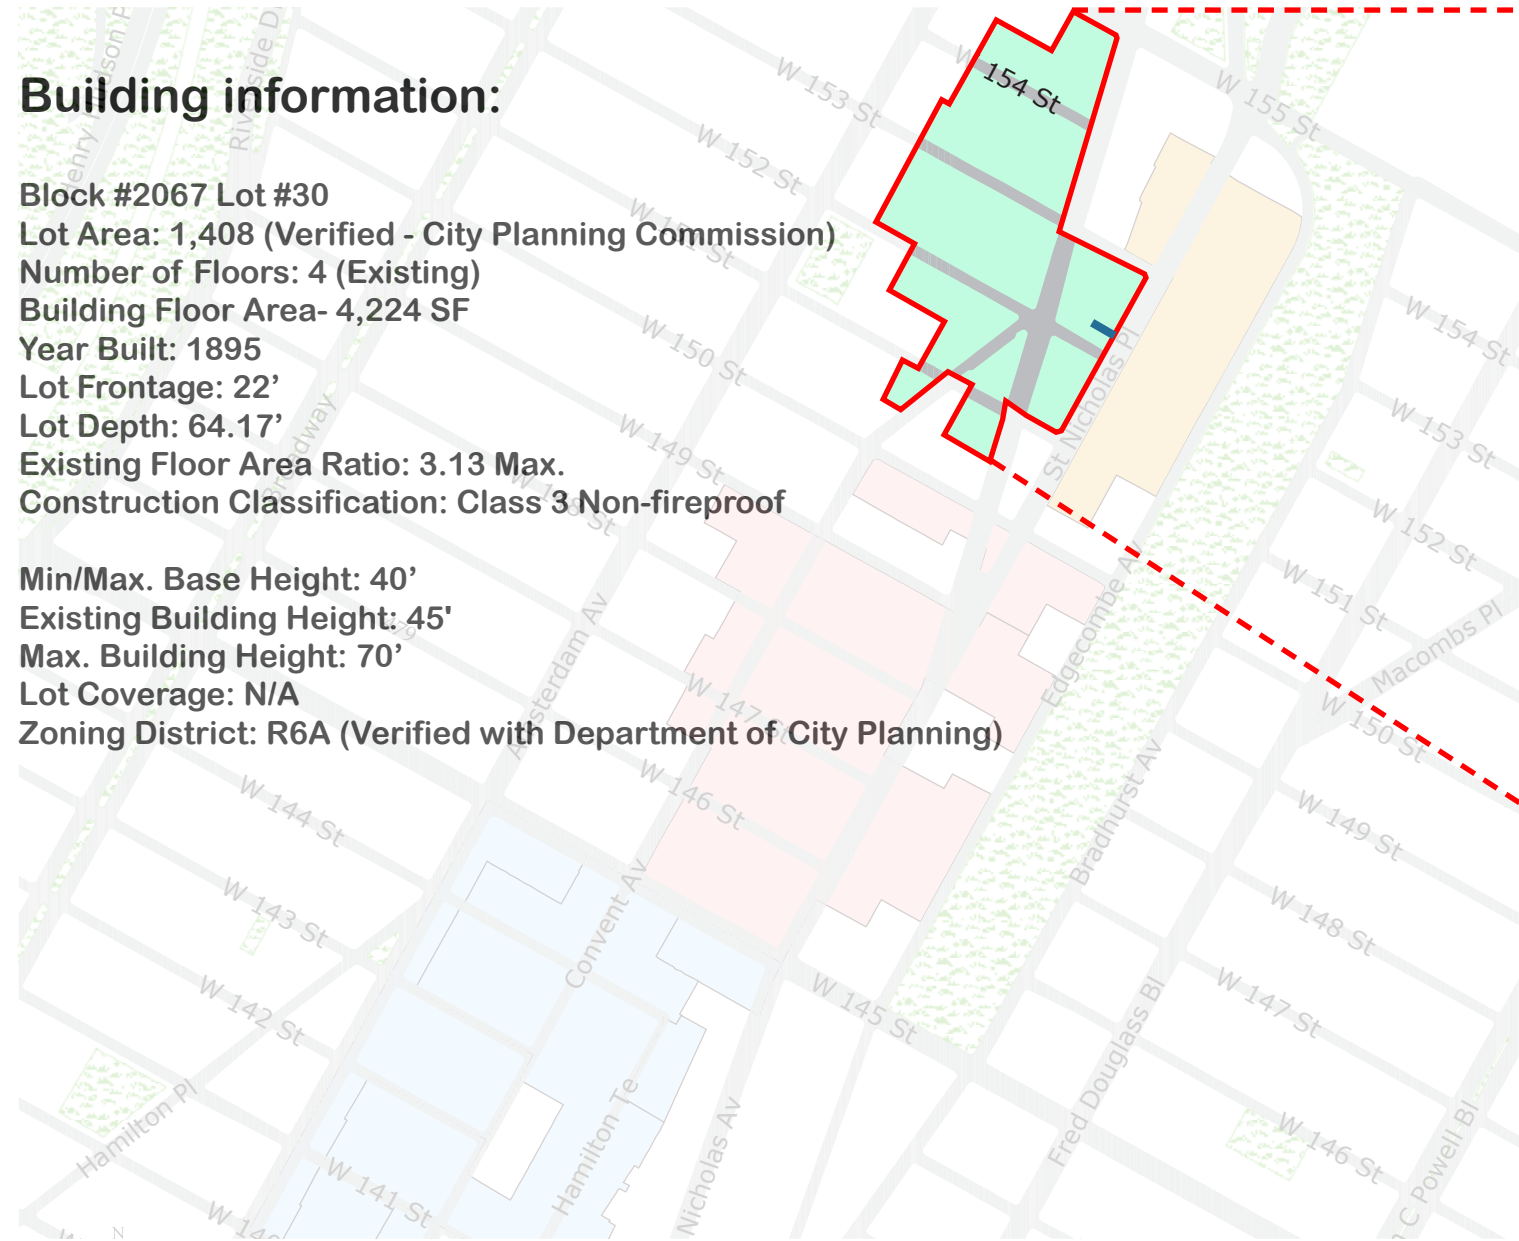 Building information:
Block #2067 Lot #30
Lot Area: 1,408 (Verified - City Planning Commission)
Number of Floors: 4 (Existing)
Building Floor Area- 4,224 SF
Year Built: 1895
Lot Frontage: 22’
Lot Depth: 64.17’
Existing Floor Area Ratio: 3.13 Max.
Construction Classification: Class 3 Non-fireproof
Min/Max. Base Height: 40’
Existing Building Height: 45'
Max. Building Height: 70’
Lot Coverage: N/A
Zoning District: R6A (Verified with Department of City Planning)
154 St
W 155 St
W 153 St
W 152 St
W 151 St
W 150 St
W 149 St
W 148 St
W 147 St
W 146 St
W 145 St
W 144 St
W 143 St
W 142 St
W 141 St
Riverside D
Broadway
Amsterdam Av
Convent Av
Hamilton Pl
Hamilton Te
Nicholas Av
St Nicholas Pl
Edgecombe Av
Bradhurst Av
Fred Douglass Bl
C Powell Bl
Macombs Pl
W 154 St
W 153 St
W 152 St
W 151 St
W 150 St
W 149 St
W 148 St
W 147 St
W 146 St
N